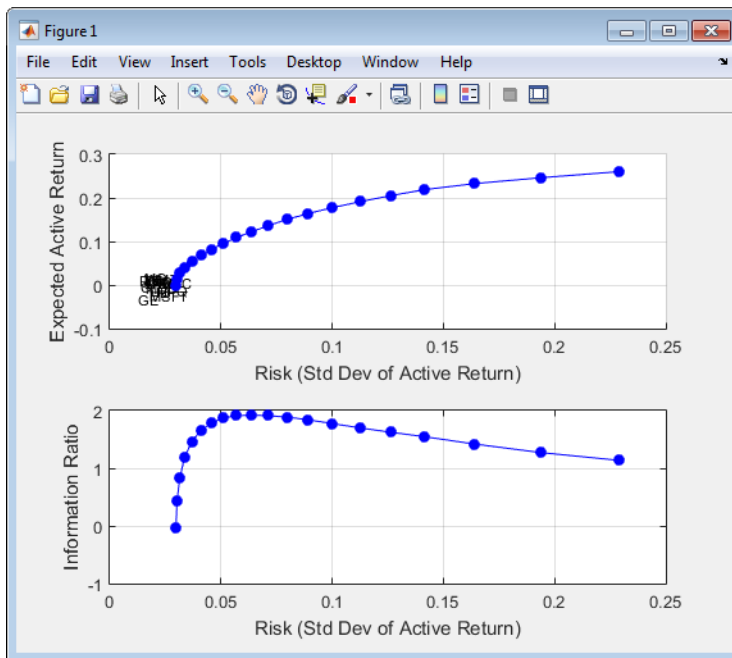 Figure 1
File Edit View Insert Tools Desktop Window Help
0.3
0.2
0.1
0
-0.1
Expected Active Return
GE
MSFT
0 0.05 0.1 0.15 0.2 0.25
Risk (Std Dev of Active Return)
2
1
0
-1
Information Ratio
0 0.05 0.1 0.15 0.2 0.25
Risk (Std Dev of Active Return)